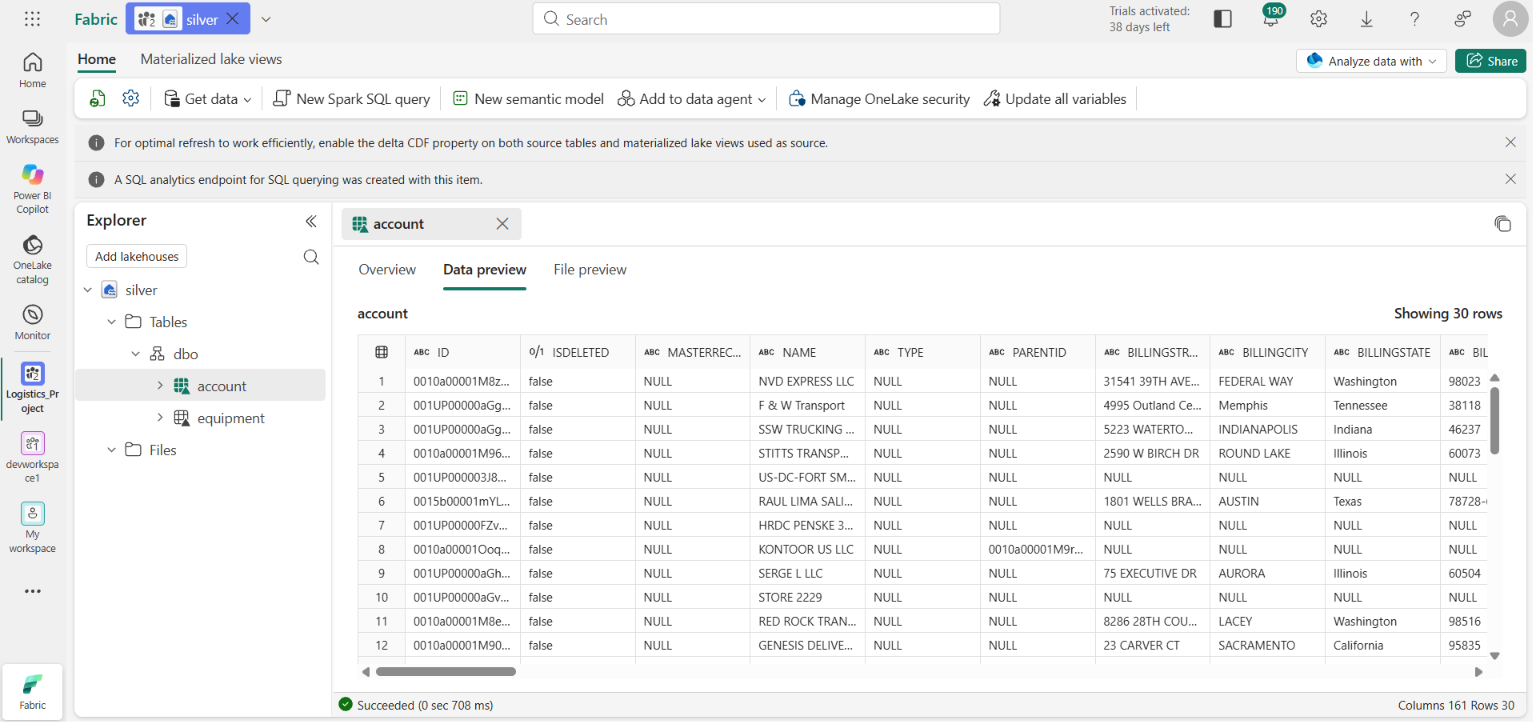 Fabric
silver
Search
Trials activated:
38 days left
190
Home
Workspaces
Power BI
Copilot
OneLake
catalog
Monitor
Logistics_Pr
oject
devworkspa
ce1
My
workspace
Fabric
Home Materialized lake views
Analyze data with
Share
Get data New Spark SQL query New semantic model Add to data agent Manage OneLake security Update all variables
For optimal refresh to work efficiently, enable the delta CDF property on both source tables and materialized lake views used as source.
A SQL analytics endpoint for SQL querying was created with this item.
Explorer
Add lakehouses
silver
Tables
dbo
account
equipment
Files
account
Overview Data preview File preview
account Showing 30 rows
ABC ID 0/1 ISDELETED ABC MASTERREC... ABC NAME ABC TYPE ABC PARENTID ABC BILLINGSTR... ABC BILLINGCITY ABC BILLINGSTATE ABC BIL
1 0010a00001M8z... false NULL NVD EXPRESS LLC NULL NULL 31541 39TH AVE... FEDERAL WAY Washington 98023
2 001UP00000aGg... false NULL F & W Transport NULL NULL 4995 Outland Ce... Memphis Tennessee 38118
3 001UP00000aGg... false NULL SSW TRUCKING ... NULL NULL 5223 WATERTO... INDIANAPOLIS Indiana 46237
4 0010a00001M96... false NULL STITTS TRANSP... NULL NULL 2590 W BIRCH DR ROUND LAKE Illinois 60073
5 001UP000003J8... false NULL US-DC-FORT SM... NULL NULL NULL NULL NULL NULL
6 0015b00001mYL... false NULL RAUL LIMA SALI... NULL NULL 1801 WELLS BRA... AUSTIN Texas 78728-
7 001UP00000FZv... false NULL HRDC PENSKE 3... NULL NULL NULL NULL NULL NULL
8 0010a00001Ooq... false NULL KONTOOR US LLC NULL 0010a00001M9r... NULL NULL NULL NULL
9 001UP00000aGh... false NULL SERGE L LLC NULL NULL 75 EXECUTIVE DR AURORA Illinois 60504
10 001UP00000aGv... false NULL STORE 2229 NULL NULL NULL NULL NULL NULL
11 0010a00001M8e... false NULL RED ROCK TRAN... NULL NULL 8286 28TH COU... LACEY Washington 98516
12 0010a00001M90... false NULL GENESIS DELIVE... NULL NULL 23 CARVER CT SACRAMENTO California 95835
Succeeded (0 sec 708 ms) Columns 161 Rows 30